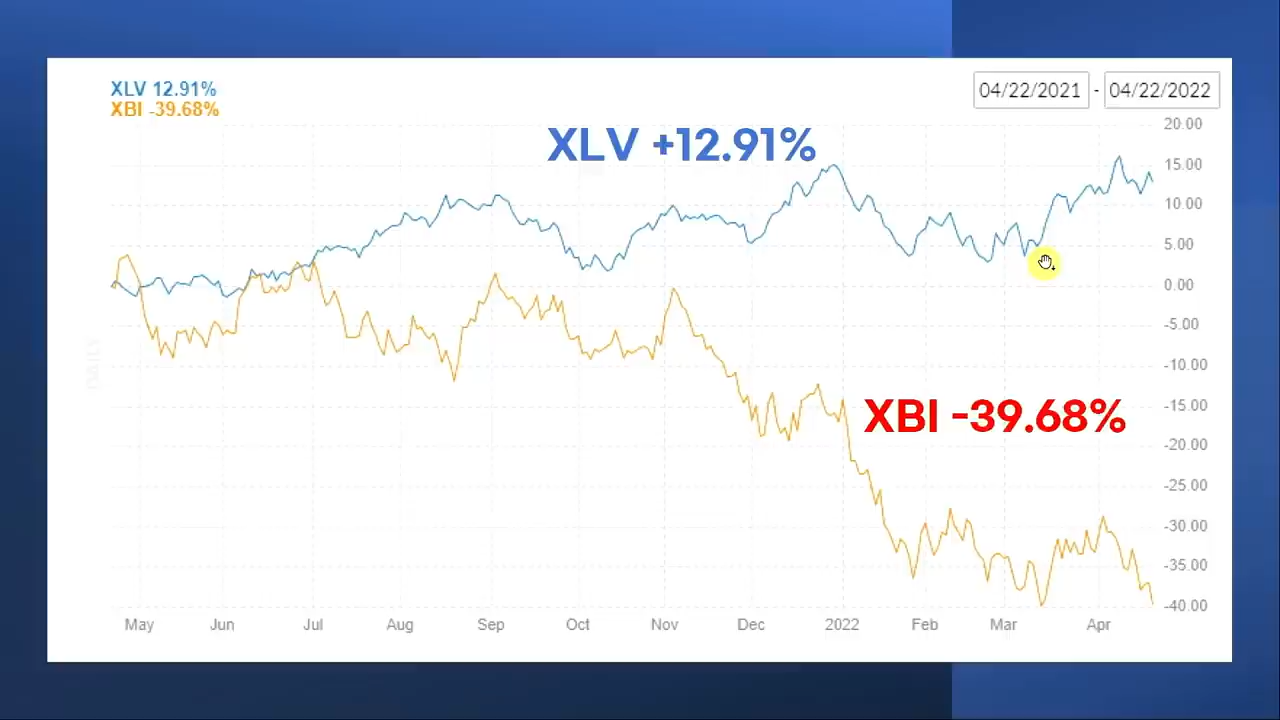 XLV 12.91%
XBI -39.68%
04/22/2021 - 04/22/2022
XLV +12.91%
XBI -39.68%
20.00
15.00
10.00
5.00
0.00
-5.00
-10.00
-15.00
-20.00
-25.00
-30.00
-35.00
-40.00
DAILY
May Jun Jul Aug Sep Oct Nov Dec 2022 Feb Mar Apr